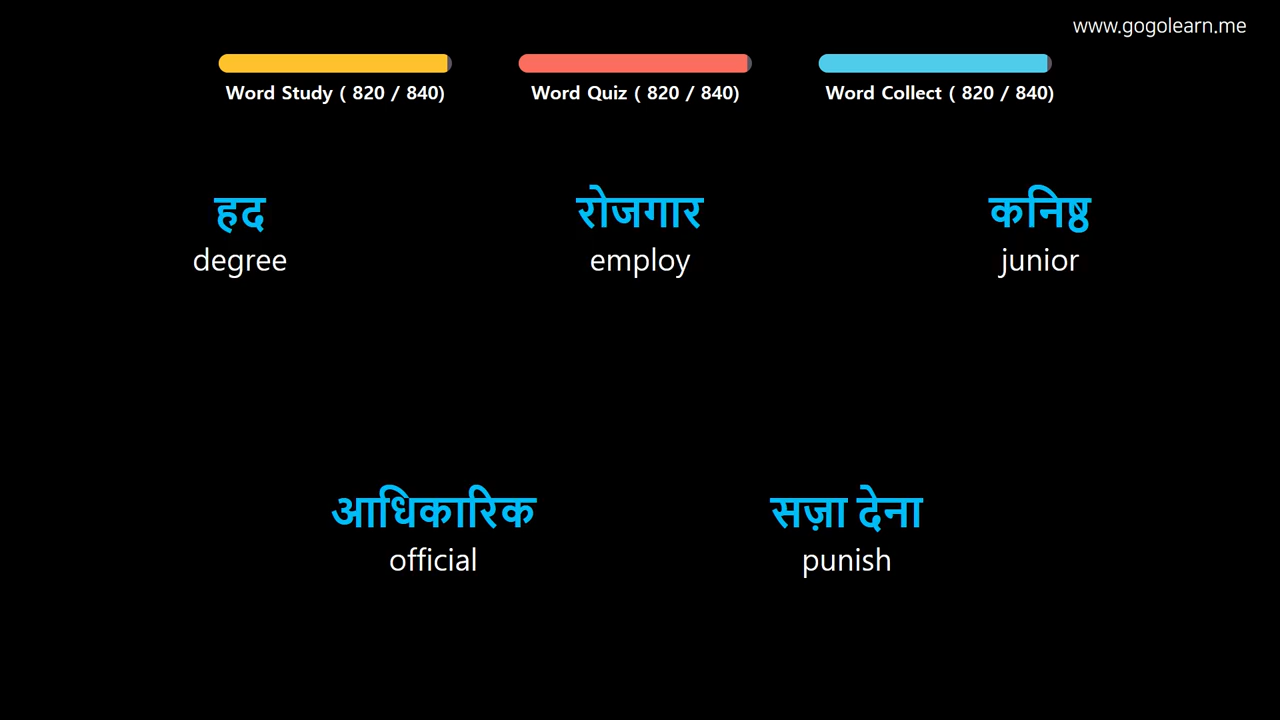 www.gogolearn.me
Word Study ( 820 / 840)
Word Quiz ( 820 / 840)
Word Collect ( 820 / 840)
हद
degree
रोजगार
employ
कनिष्ठ
junior
आधिकारिक
official
सज़ा देना
punish